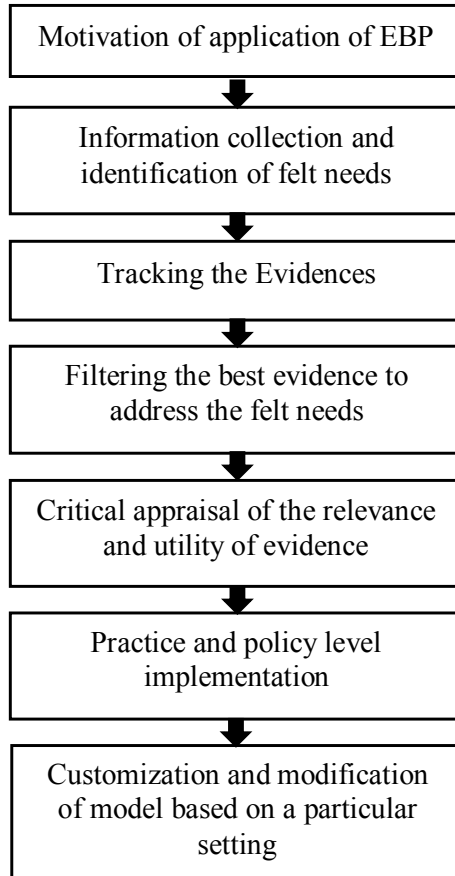 Motivation of application of EBP
Information collection and
identification of felt needs
Tracking the Evidences
Filtering the best evidence to
address the felt needs
Critical appraisal of the relevance
and utility of evidence
Practice and policy level
implementation
Customization and modification
of model based on a particular
setting